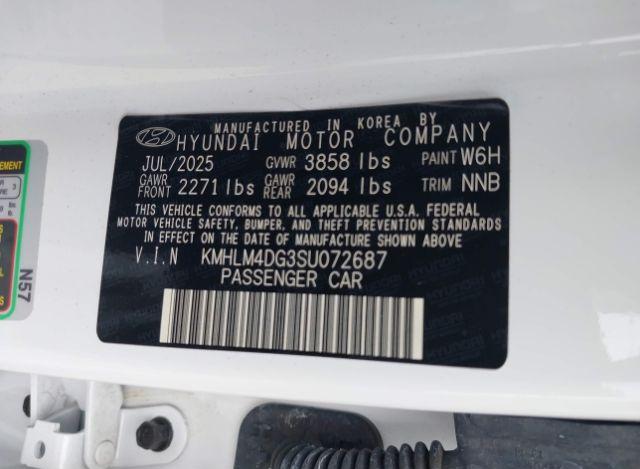 MANUFACTURED IN KOREA BY
HYUNDAI MOTOR COMPANY
JUL/2025 GVWR 3858 lbs PAINT W6H
GAWR FRONT 2271 lbs GAWR REAR 2094 lbs TRIM NNB
THIS VEHICLE CONFORMS TO ALL APPLICABLE U.S.A. FEDERAL
MOTOR VEHICLE SAFETY, BUMPER, AND THEFT PREVENTION STANDARDS
IN EFFECT ON THE DATE OF MANUFACTURE SHOWN ABOVE
V.I.N KMHLM4DG3SU072687
PASSENGER CAR
N57